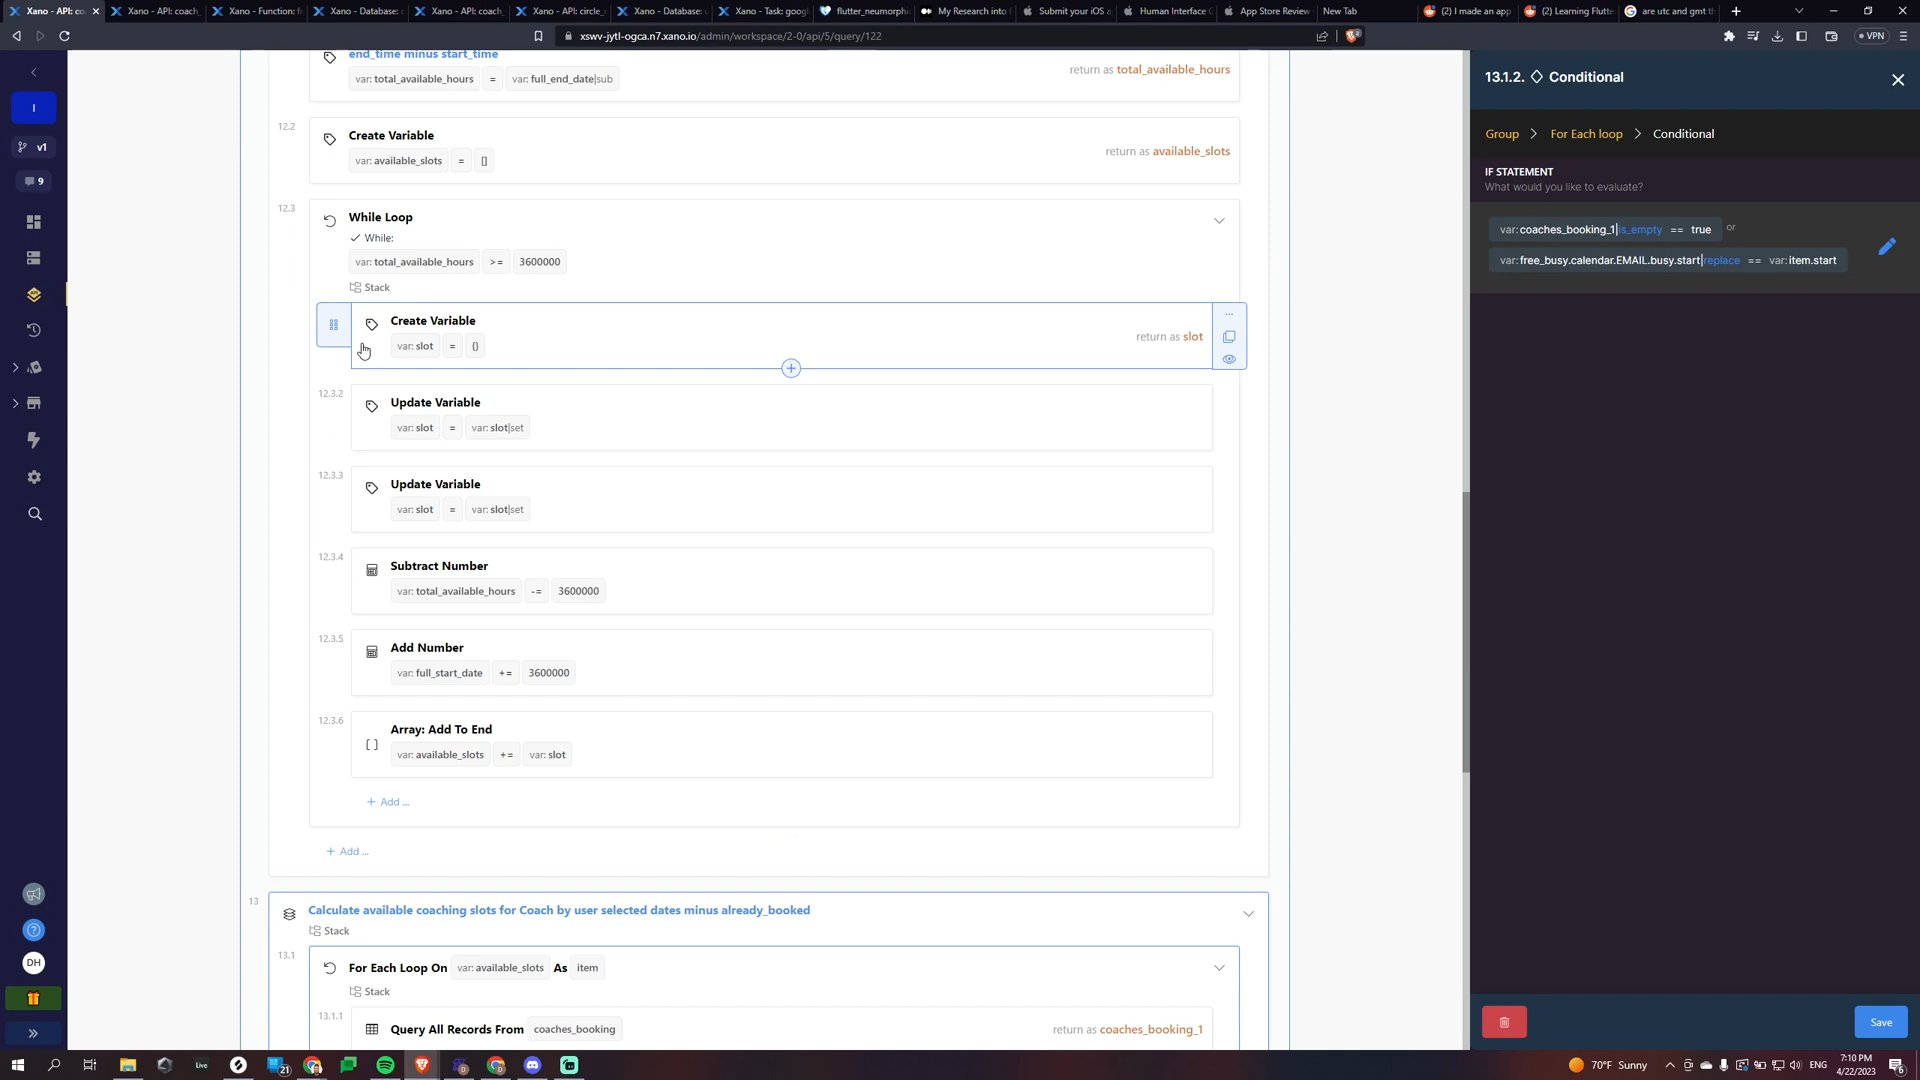 Xano - API: co
Xano - API: coach_
Xano - Function: f
Xano - Database: c
Xano - API: coach_
Xano - API: circle_r
Xano - Database: u
Xano - Task: googl
flutter_neumorphi
My Research into
Submit your iOS a
Human Interface G
App Store Review
New Tab
(2) I made an app
(2) Learning Flutte
are utc and gmt th
xswv-jytl-ogca.n7.xano.io/admin/workspace/2-0/api/5/query/122
VPN
I
v1
9
DH
end_time minus start_time
var: total_available_hours = var: full_end_date|sub
return as total_available_hours
12.2
Create Variable
var: available_slots = []
return as available_slots
12.3
While Loop
While:
var: total_available_hours >= 3600000
Stack
Create Variable
var: slot = {}
return as slot
12.3.2
Update Variable
var: slot = var: slot|set
12.3.3
Update Variable
var: slot = var: slot|set
12.3.4
Subtract Number
var: total_available_hours -= 3600000
12.3.5
Add Number
var: full_start_date += 3600000
12.3.6
Array: Add To End
var: available_slots += var: slot
+ Add ...
+ Add ...
13
Calculate available coaching slots for Coach by user selected dates minus already_booked
Stack
13.1
For Each Loop On var: available_slots As item
Stack
13.1.1
Query All Records From coaches_booking
return as coaches_booking_1
13.1.2. Conditional
Group > For Each loop > Conditional
IF STATEMENT
What would you like to evaluate?
var: coaches_booking_1|is_empty == true or
var: free_busy.calendar.EMAIL.busy.start|replace == var: item.start
Save
Live
21
70°F Sunny
ENG
7:10 PM
4/22/2023
6